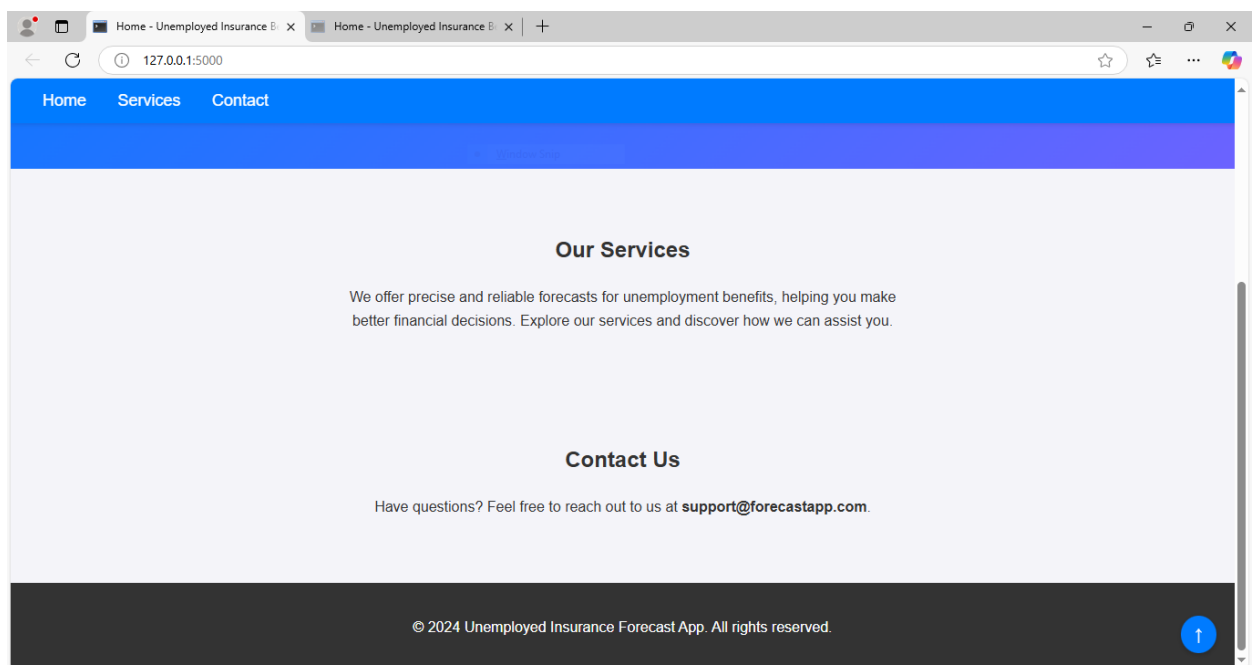 Home - Unemployed Insurance B
Home - Unemployed Insurance B
127.0.0.1:5000
Home
Services
Contact
Our Services
We offer precise and reliable forecasts for unemployment benefits, helping you make
better financial decisions. Explore our services and discover how we can assist you.
Contact Us
Have questions? Feel free to reach out to us at support@forecastapp.com.
© 2024 Unemployed Insurance Forecast App. All rights reserved.